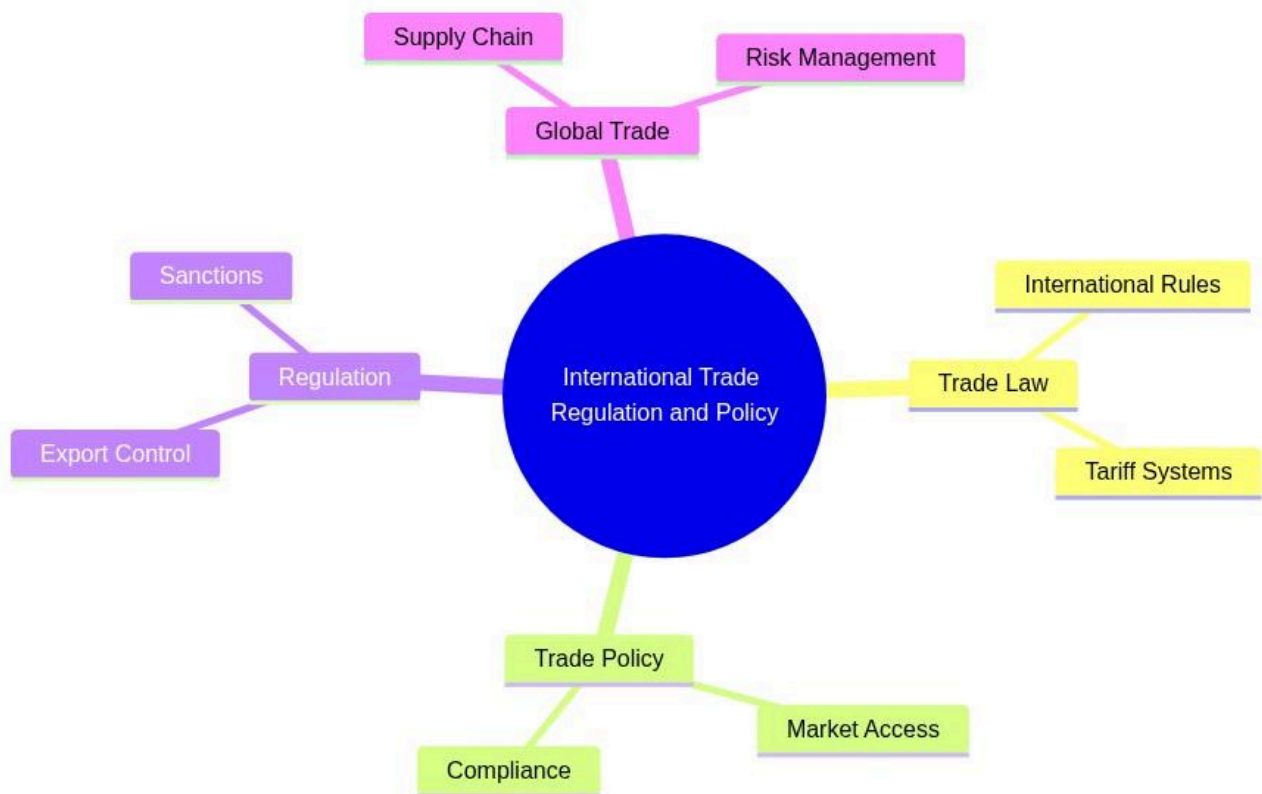 Supply Chain
Risk Management
Global Trade
Sanctions
International Rules
Regulation
International Trade
Regulation and Policy
Trade Law
Export Control
Tariff Systems
Trade Policy
Market Access
Compliance